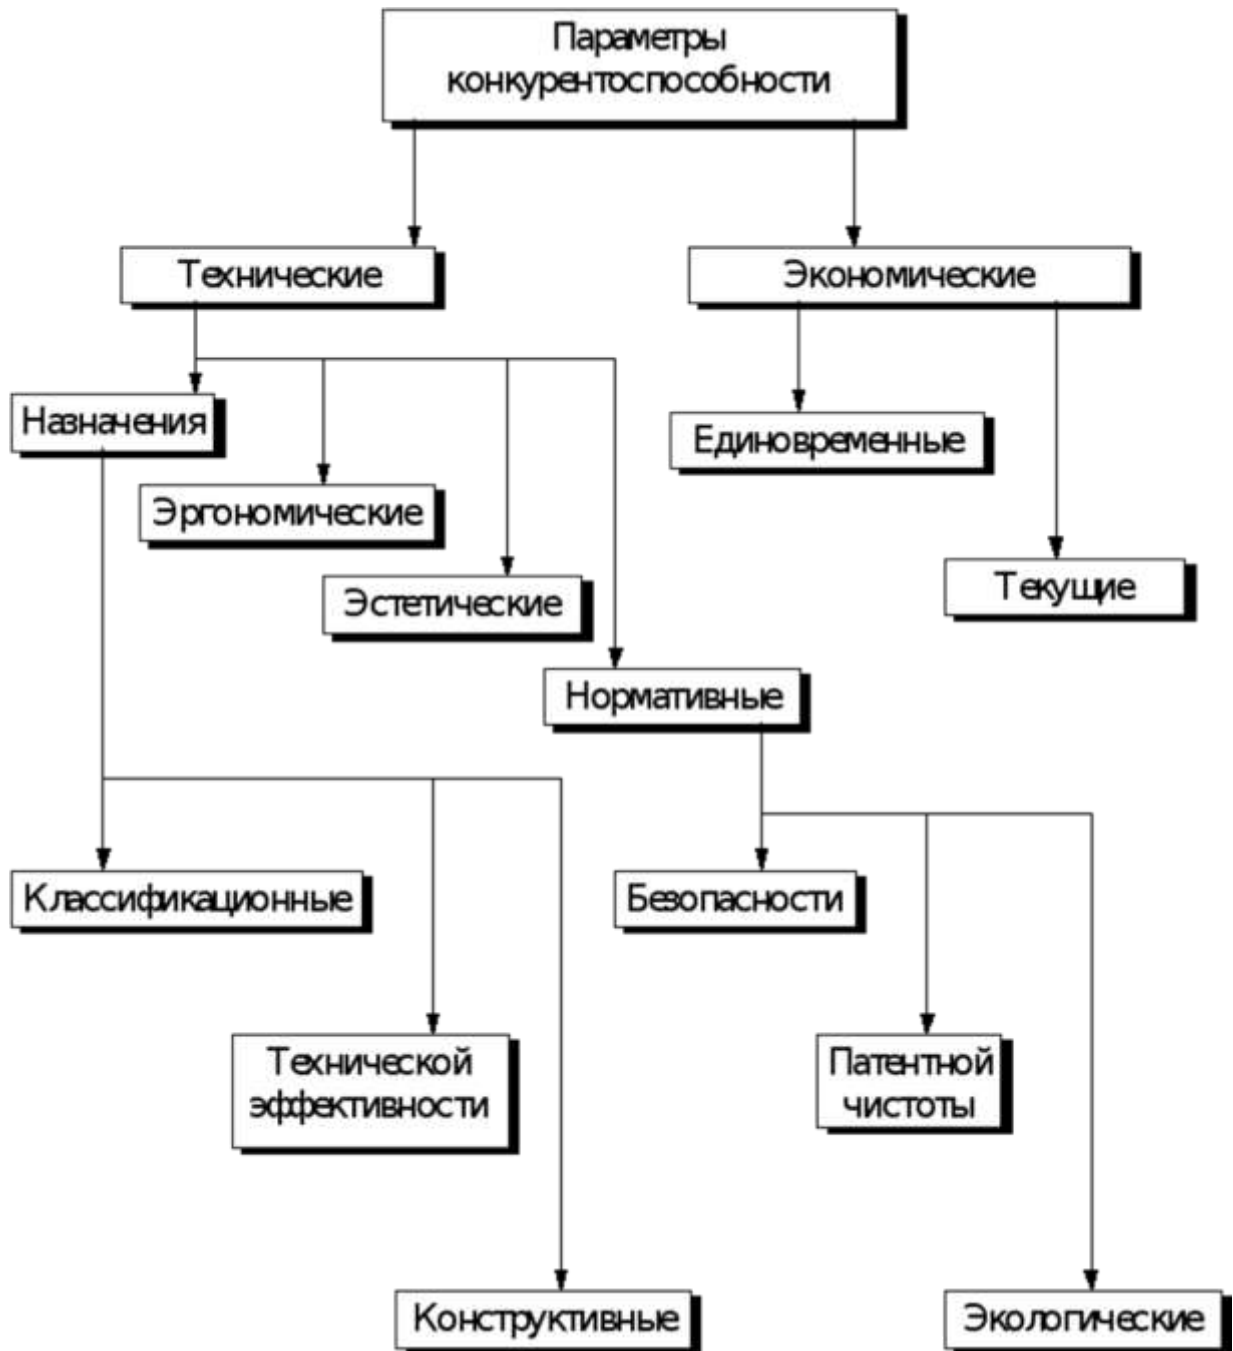 Параметры
конкурентоспособности
Технические
Экономические
Назначения
Единовременные
Эргономические
Эстетические
Текущие
Нормативные
Классификационные
Безопасности
Технической
эффективности
Патентной
чистоты
Конструктивные
Экологические